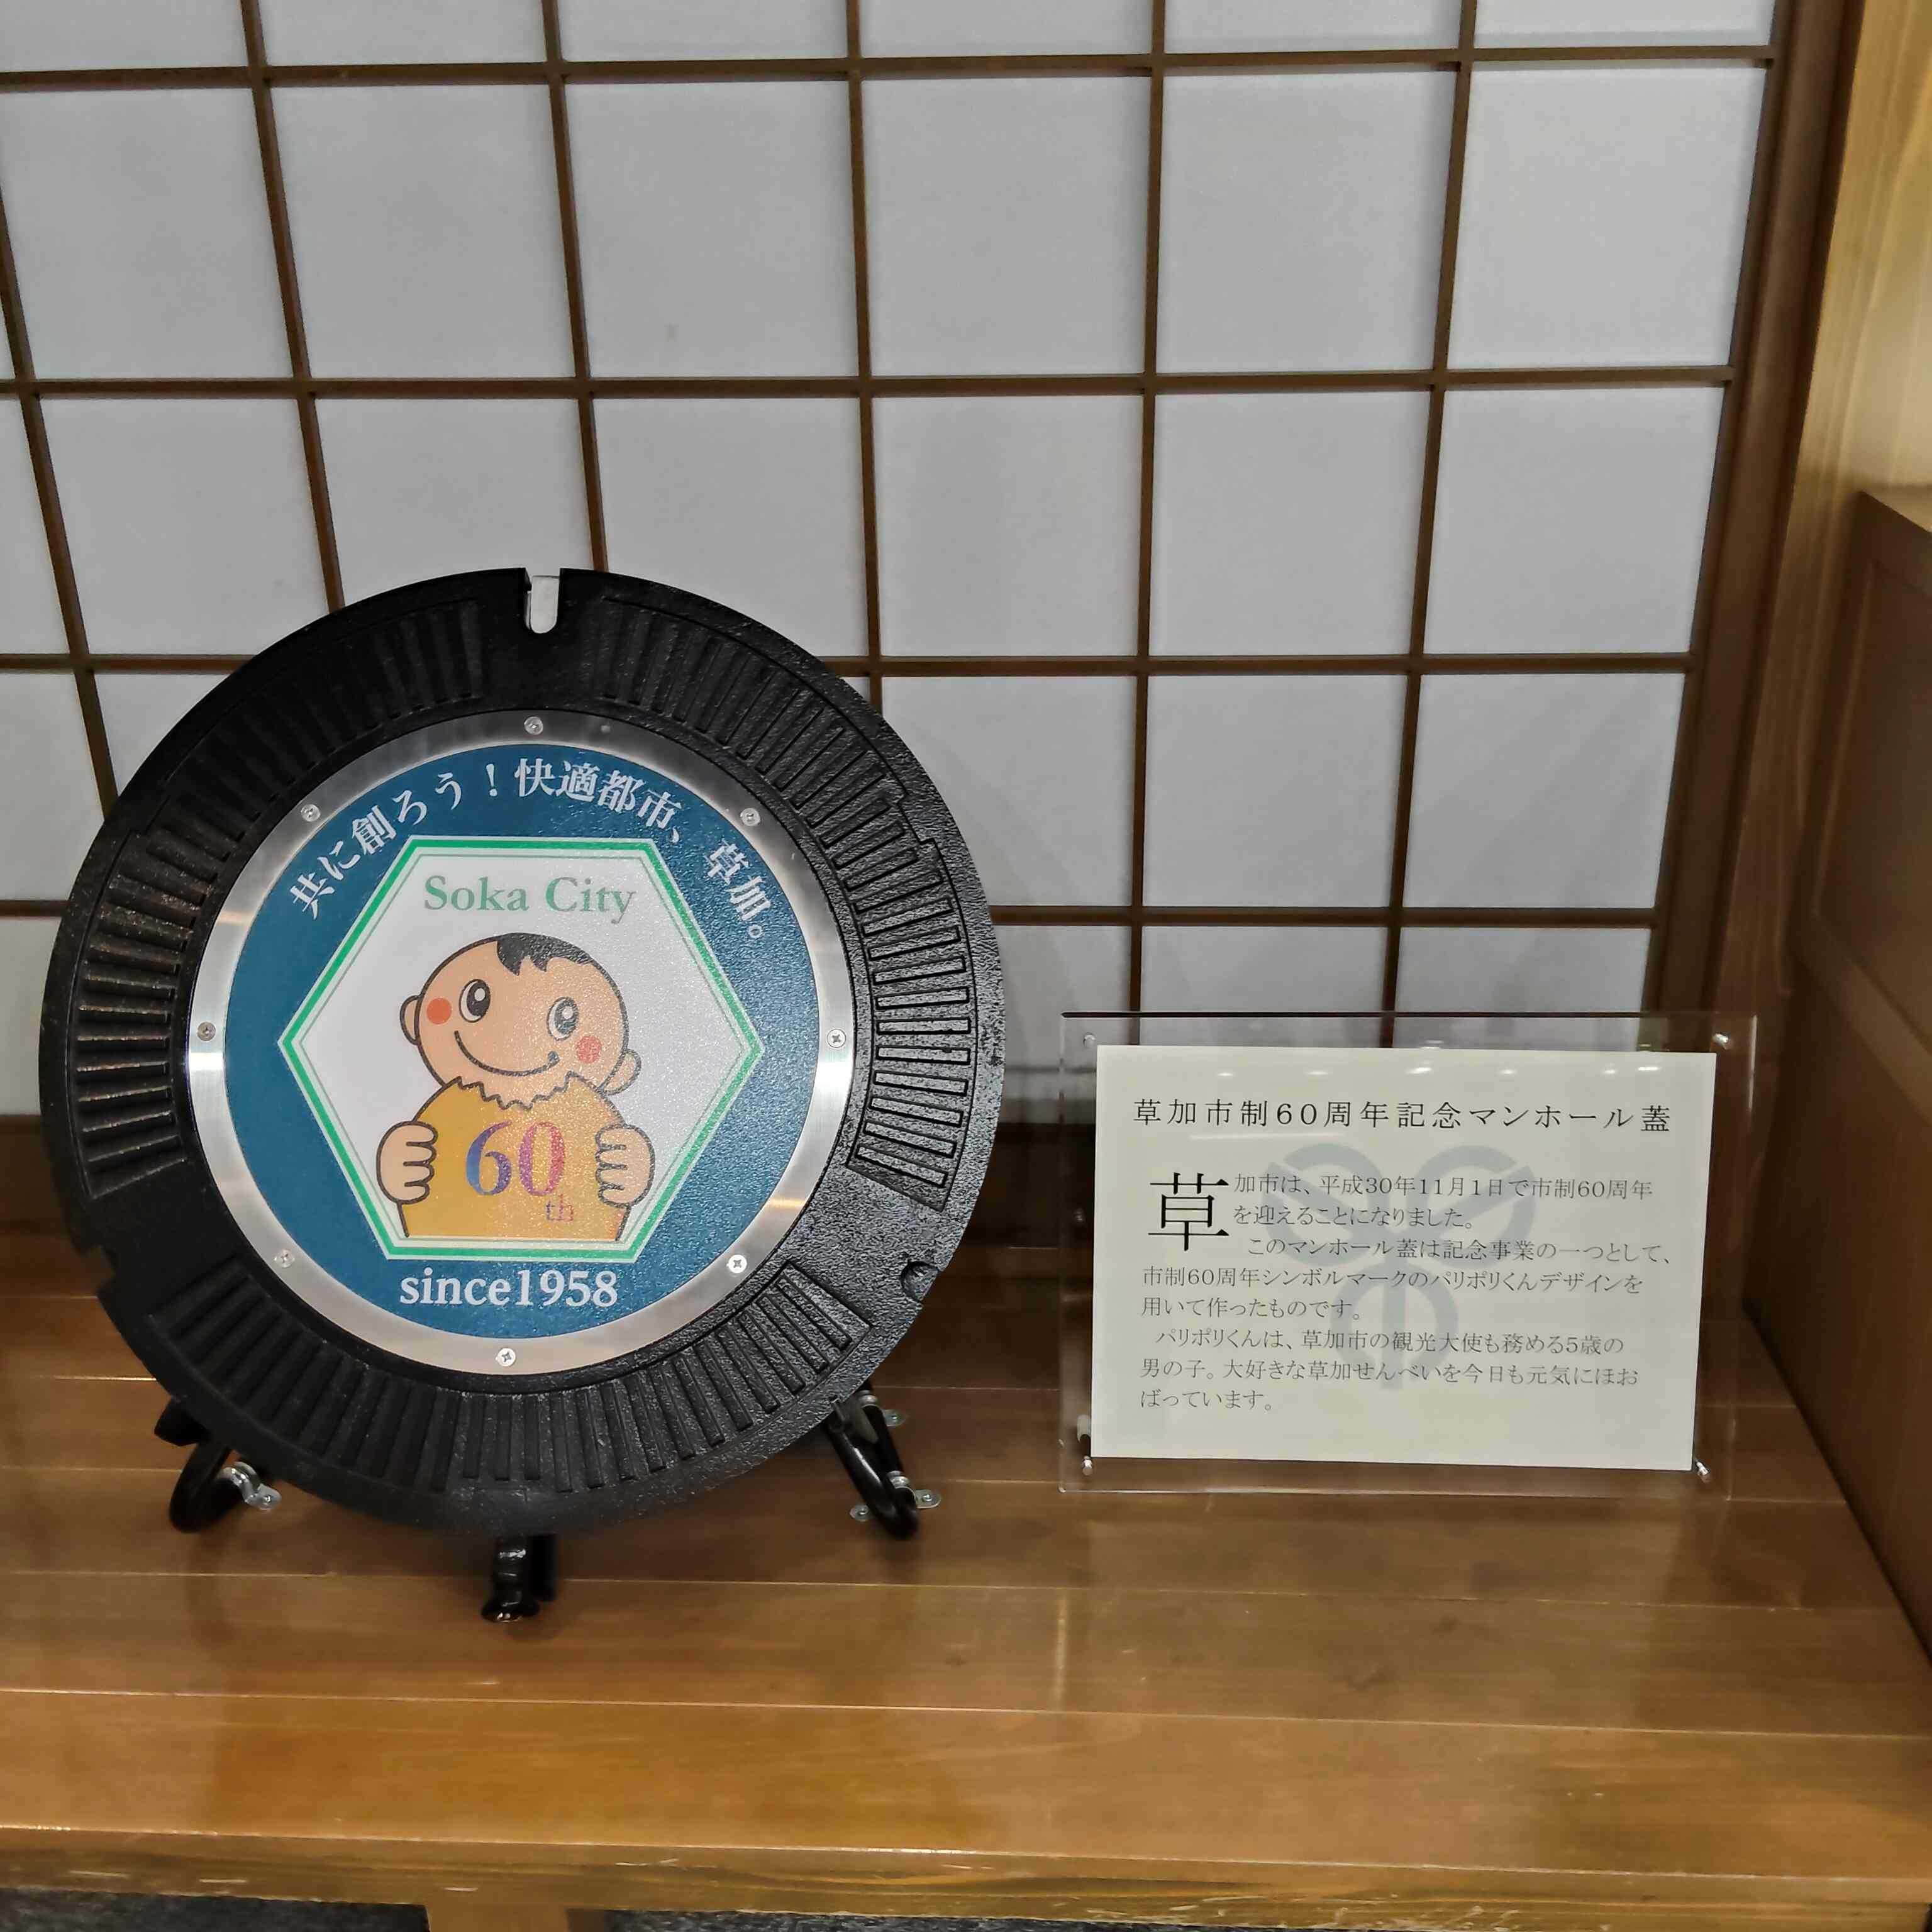 共に創ろう！快適都市、草加。
Soka City
60th
since1958
草加市制60周年記念マンホール蓋
草加市は、平成30年11月1日で市制60周年
を迎えることになりました。
このマンホール蓋は記念事業の一つとして、
市制60周年シンボルマークのパリポリくんデザインを
用いて作ったものです。
パリポリくんは、草加市の観光大使も務める5歳の
男の子。大好きな草加せんべいを今日も元気にほお
ばっています。